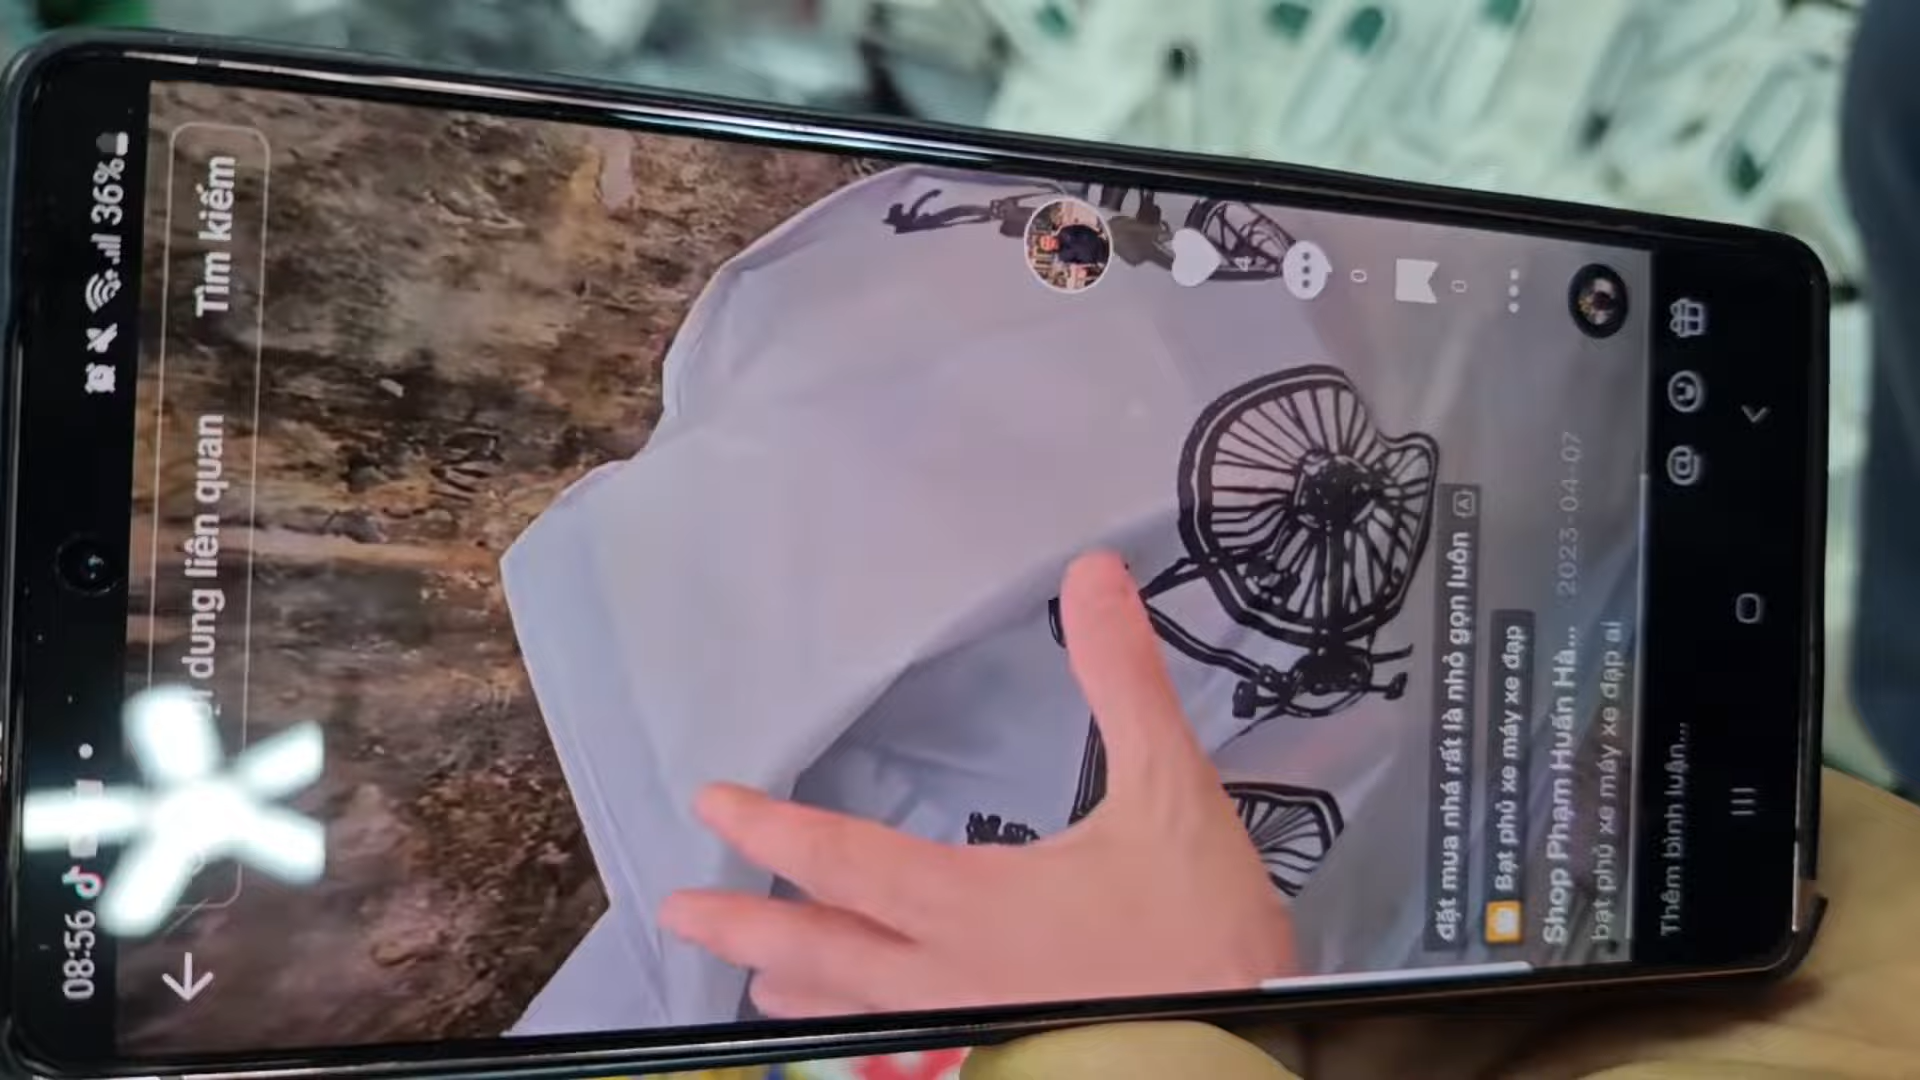 08:56
36%
dung liên quan
Tìm kiếm
4
0
0
đặt mua nhá rất là nhỏ gọn luôn
Bạt phủ xe máy xe đạp
Shop Phạm Huấn Hà... 2023-04-07
bạt phủ xe máy xe đạp ai
Thêm bình luận...